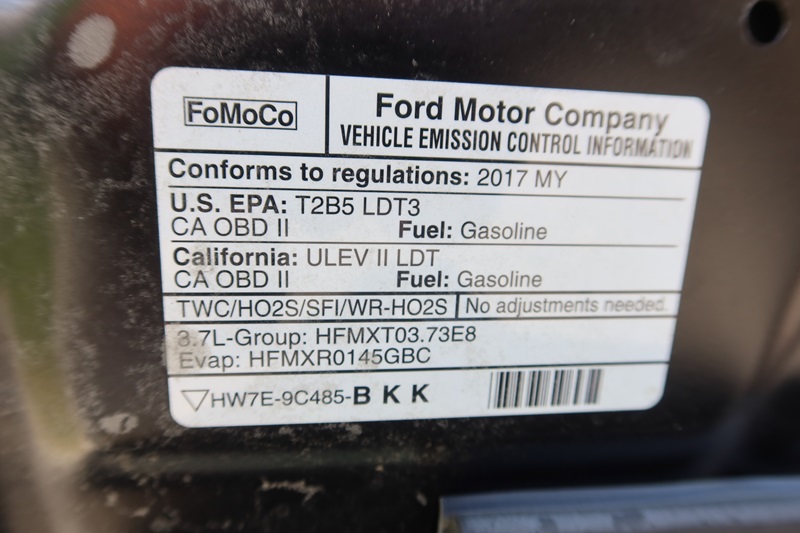 FoMoCo
Ford Motor Company
VEHICLE EMISSION CONTROL INFORMATION
Conforms to regulations: 2017 MY
U.S. EPA: T2B5 LDT3
CA OBD II Fuel: Gasoline
California: ULEV II LDT
CA OBD II Fuel: Gasoline
TWC/HO2S/SFI/WR-HO2S No adjustments needed.
3.7L-Group: HFMXT03.73E8
Evap: HFMXR0145GBC
HW7E-9C485-B K K